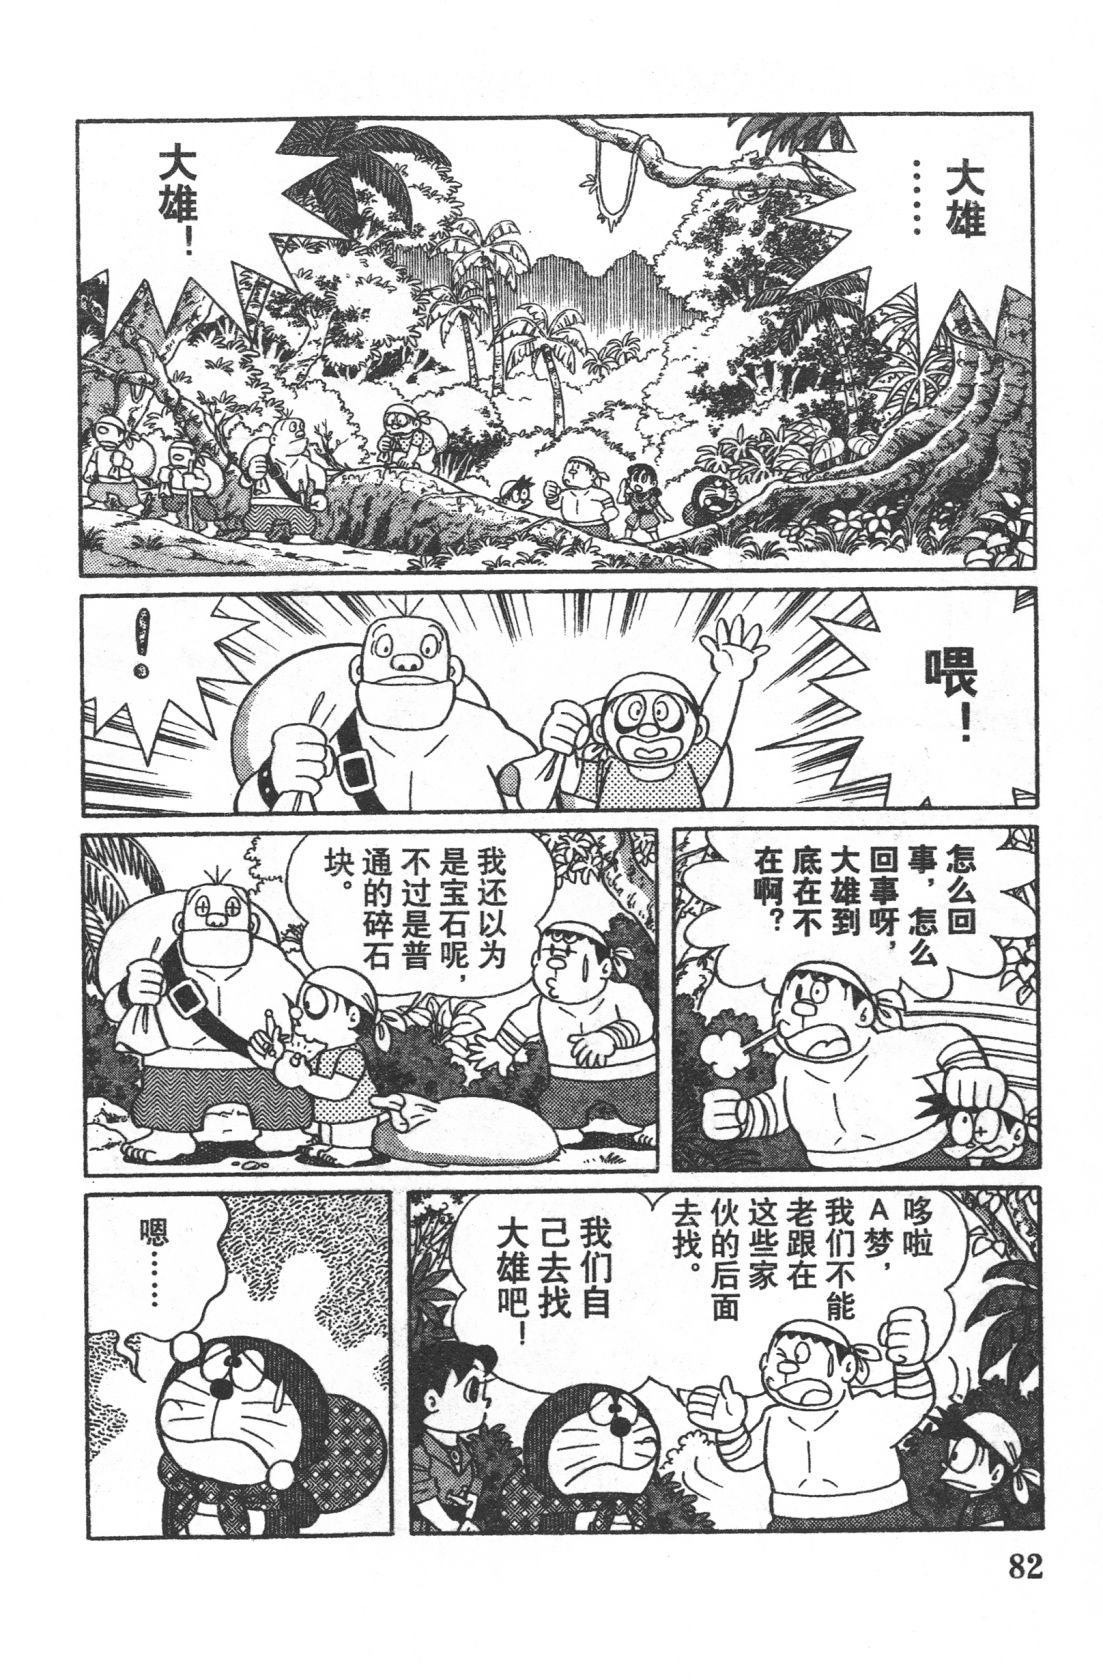 大雄
……
大雄！
喂！
！
怎么回
事，怎么
回事呀，
大雄到
底在不
在啊？
我还以为
是宝石呢，
不过是普
通的碎石
块。
哆啦
A梦，
我们不能
老跟在
这些家
伙的后面
去找。
我们自
己去找
大雄吧！
嗯……
82